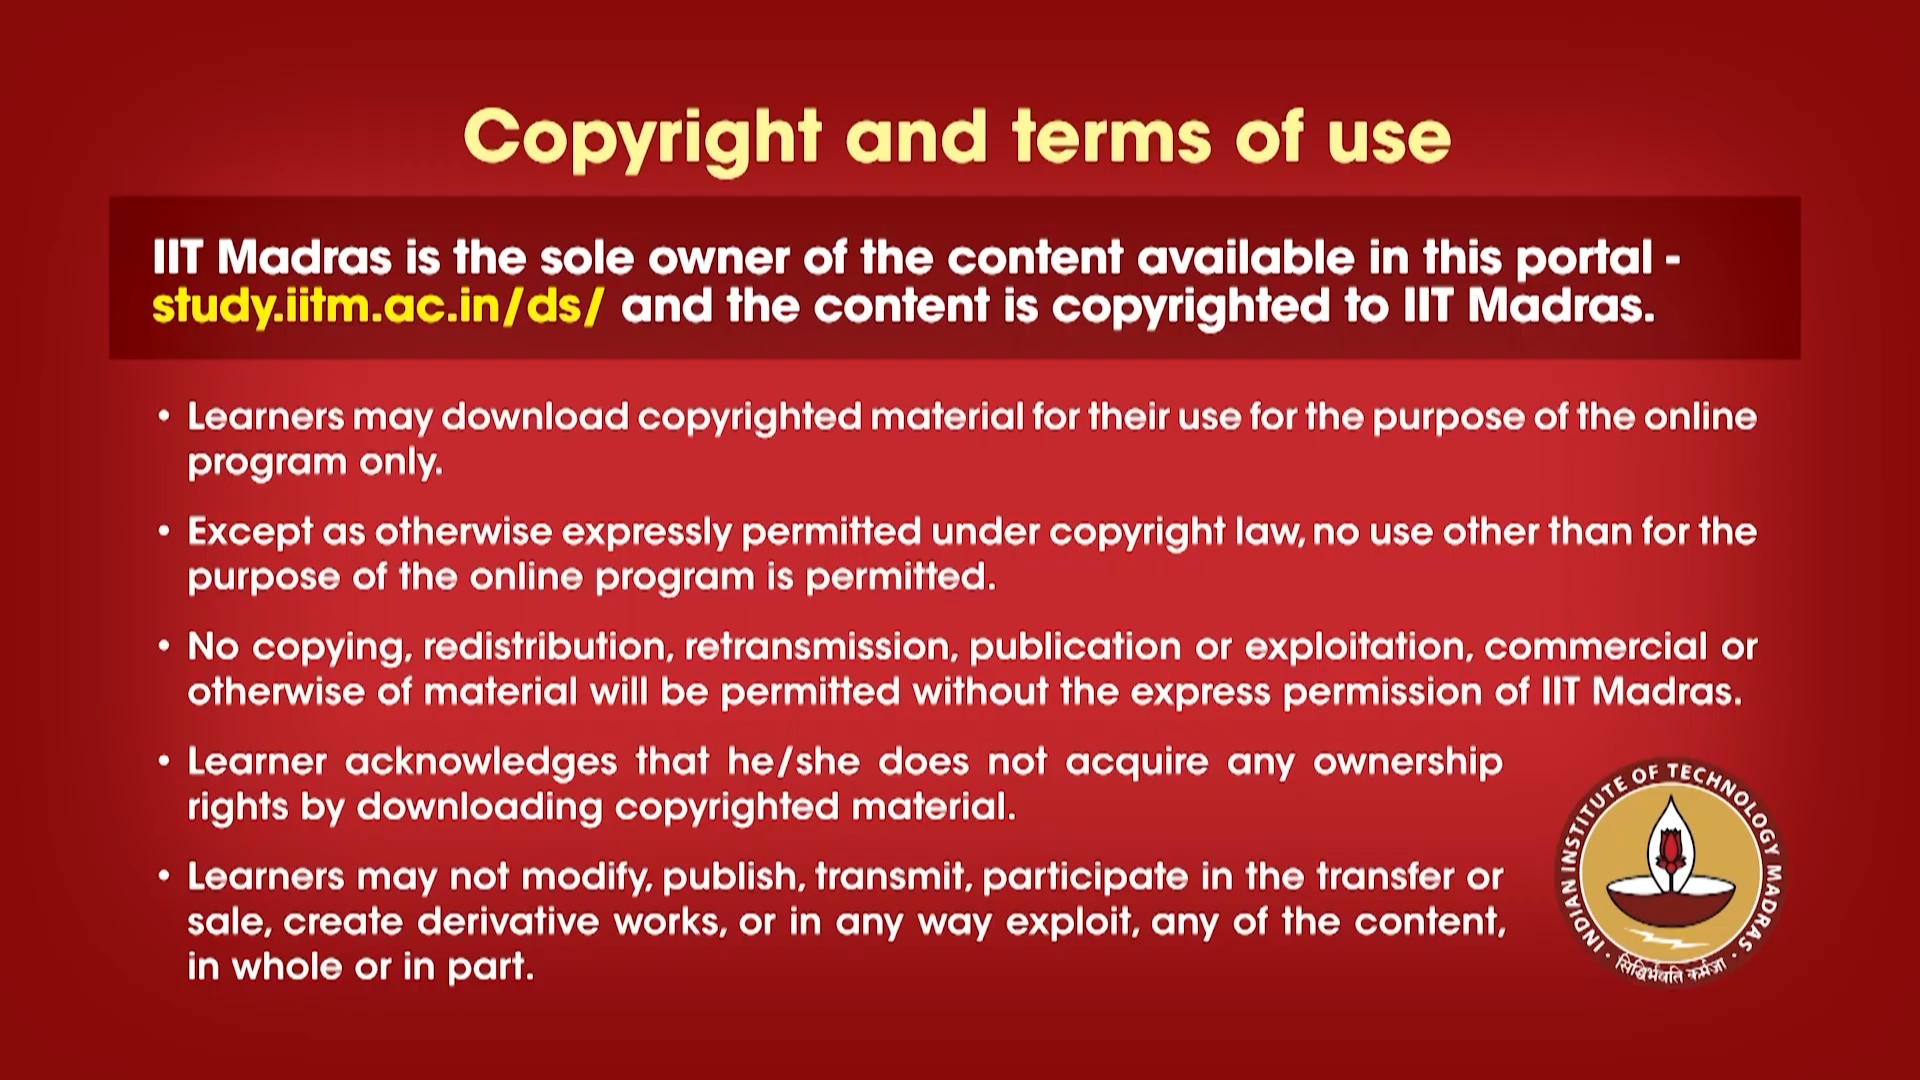 Copyright and terms of use
IIT Madras is the sole owner of the content available in this portal -
study.iitm.ac.in/ds/ and the content is copyrighted to IIT Madras.
• Learners may download copyrighted material for their use for the purpose of the online
program only.
• Except as otherwise expressly permitted under copyright law, no use other than for the
purpose of the online program is permitted.
• No copying, redistribution, retransmission, publication or exploitation, commercial or
otherwise of material will be permitted without the express permission of IIT Madras.
• Learner acknowledges that he/she does not acquire any ownership
rights by downloading copyrighted material.
• Learners may not modify, publish, transmit, participate in the transfer or
sale, create derivative works, or in any way exploit, any of the content,
in whole or in part.
INDIAN INSTITUTE OF TECHNOLOGY MADRAS
सिद्धिर्भवति कर्मजा